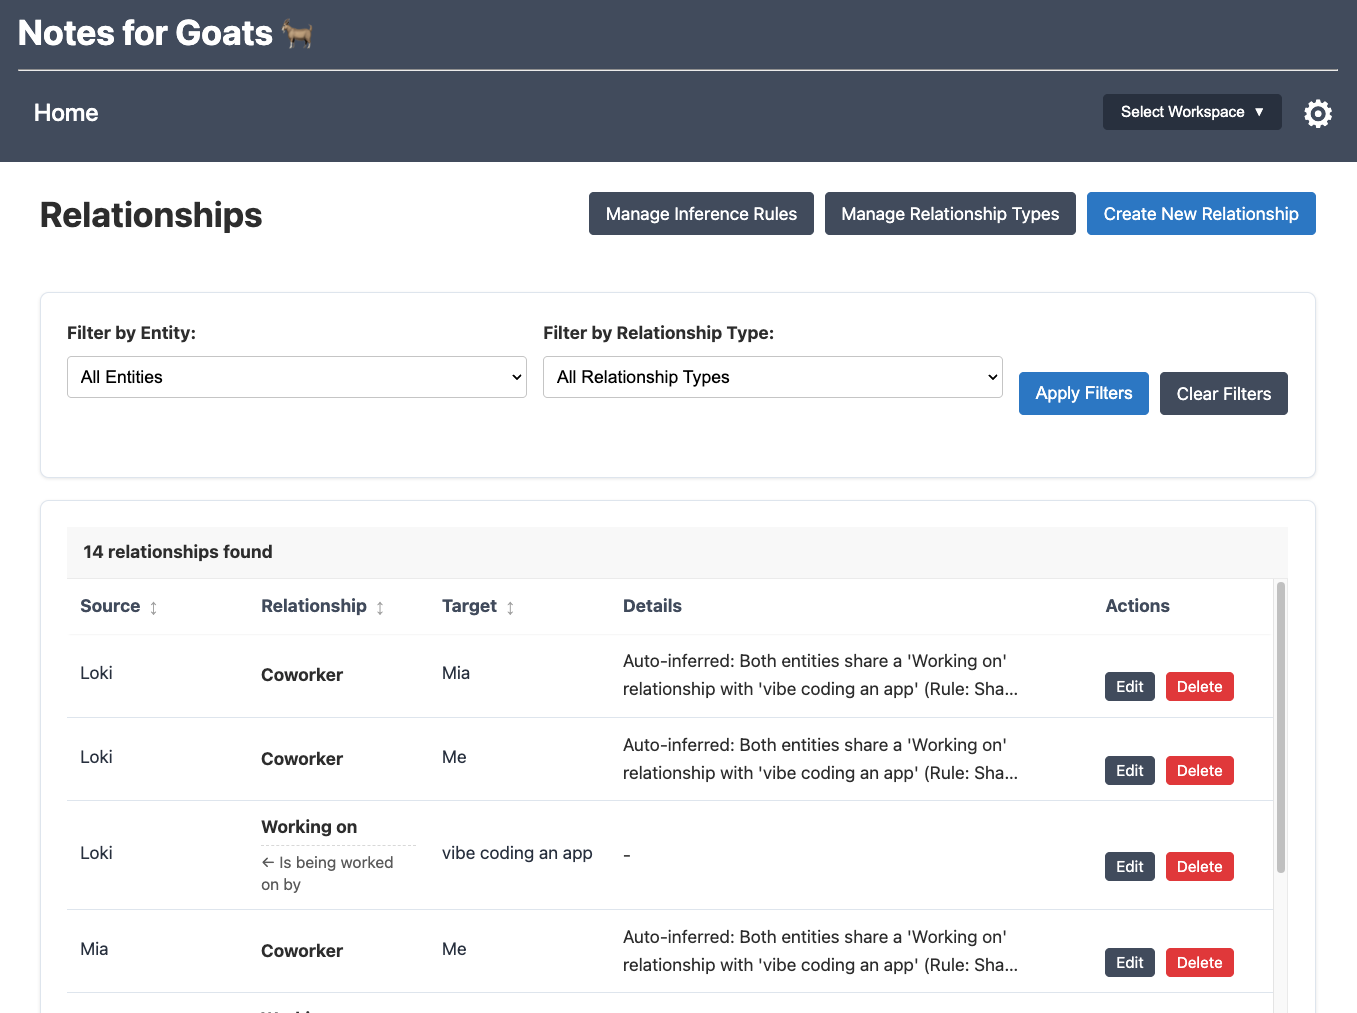 Notes for Goats 🐐
Home
Select Workspace ▼
Relationships
Manage Inference Rules
Manage Relationship Types
Create New Relationship
Filter by Entity:
Filter by Relationship Type:
All Entities
All Relationship Types
Apply Filters
Clear Filters
14 relationships found
Source ↕ Relationship ↕ Target ↕ Details Actions
Loki
Coworker
Mia
Auto-inferred: Both entities share a 'Working on'
relationship with 'vibe coding an app' (Rule: Sha...
Edit Delete
Loki
Coworker
Me
Auto-inferred: Both entities share a 'Working on'
relationship with 'vibe coding an app' (Rule: Sha...
Edit Delete
Loki
Working on
← Is being worked
on by
vibe coding an app
-
Edit Delete
Mia
Coworker
Me
Auto-inferred: Both entities share a 'Working on'
relationship with 'vibe coding an app' (Rule: Sha...
Edit Delete